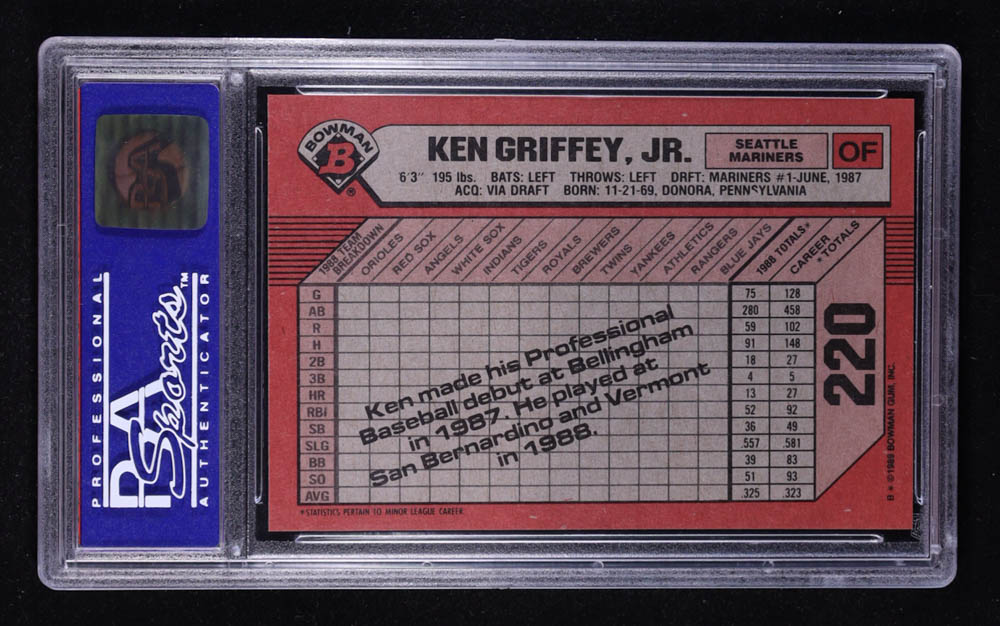 PSA
PROFESSIONAL
PSA
Sports™
AUTHENTICATOR
BOWMAN
B
®
KEN GRIFFEY, JR.
SEATTLE
MARINERS
OF
6'3" 195 lbs. BATS: LEFT THROWS: LEFT DRFT: MARINERS #1-JUNE, 1987
ACQ: VIA DRAFT BORN: 11-21-69, DONORA, PENNSYLVANIA
1988 TEAM
BREAKDOWN
ORIOLES
RED SOX
ANGELS
WHITE SOX
INDIANS
TIGERS
ROYALS
BREWERS
TWINS
YANKEES
ATHLETICS
RANGERS
BLUE JAYS
1988 TOTALS*
CAREER
*TOTALS
G 75 128
AB 280 458
R 59 102
H 91 148
2B 18 27
3B 4 5
HR 13 27
RBI 52 92
SB 36 49
SLG .557 .581
BB 39 83
SO 51 93
AVG .325 .323
Ken made his Professional
Baseball debut at Bellingham
in 1987. He played at
San Bernardino and Vermont
in 1988.
220
*STATISTICS PERTAIN TO MINOR LEAGUE CAREER.
B * ©1989 BOWMAN GUM, INC.